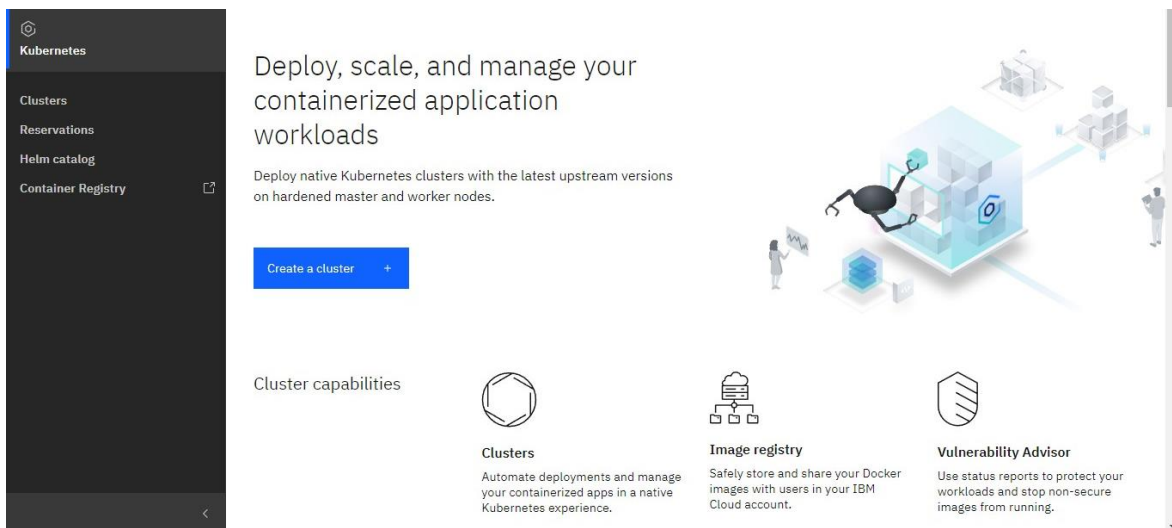 Kubernetes
Clusters
Reservations
Helm catalog
Container Registry
Deploy, scale, and manage your
containerized application
workloads
Deploy native Kubernetes clusters with the latest upstream versions
on hardened master and worker nodes.
Create a cluster +
Cluster capabilities
Clusters
Automate deployments and manage
your containerized apps in a native
Kubernetes experience.
Image registry
Safely store and share your Docker
images with users in your IBM
Cloud account.
Vulnerability Advisor
Use status reports to protect your
workloads and stop non-secure
images from running.